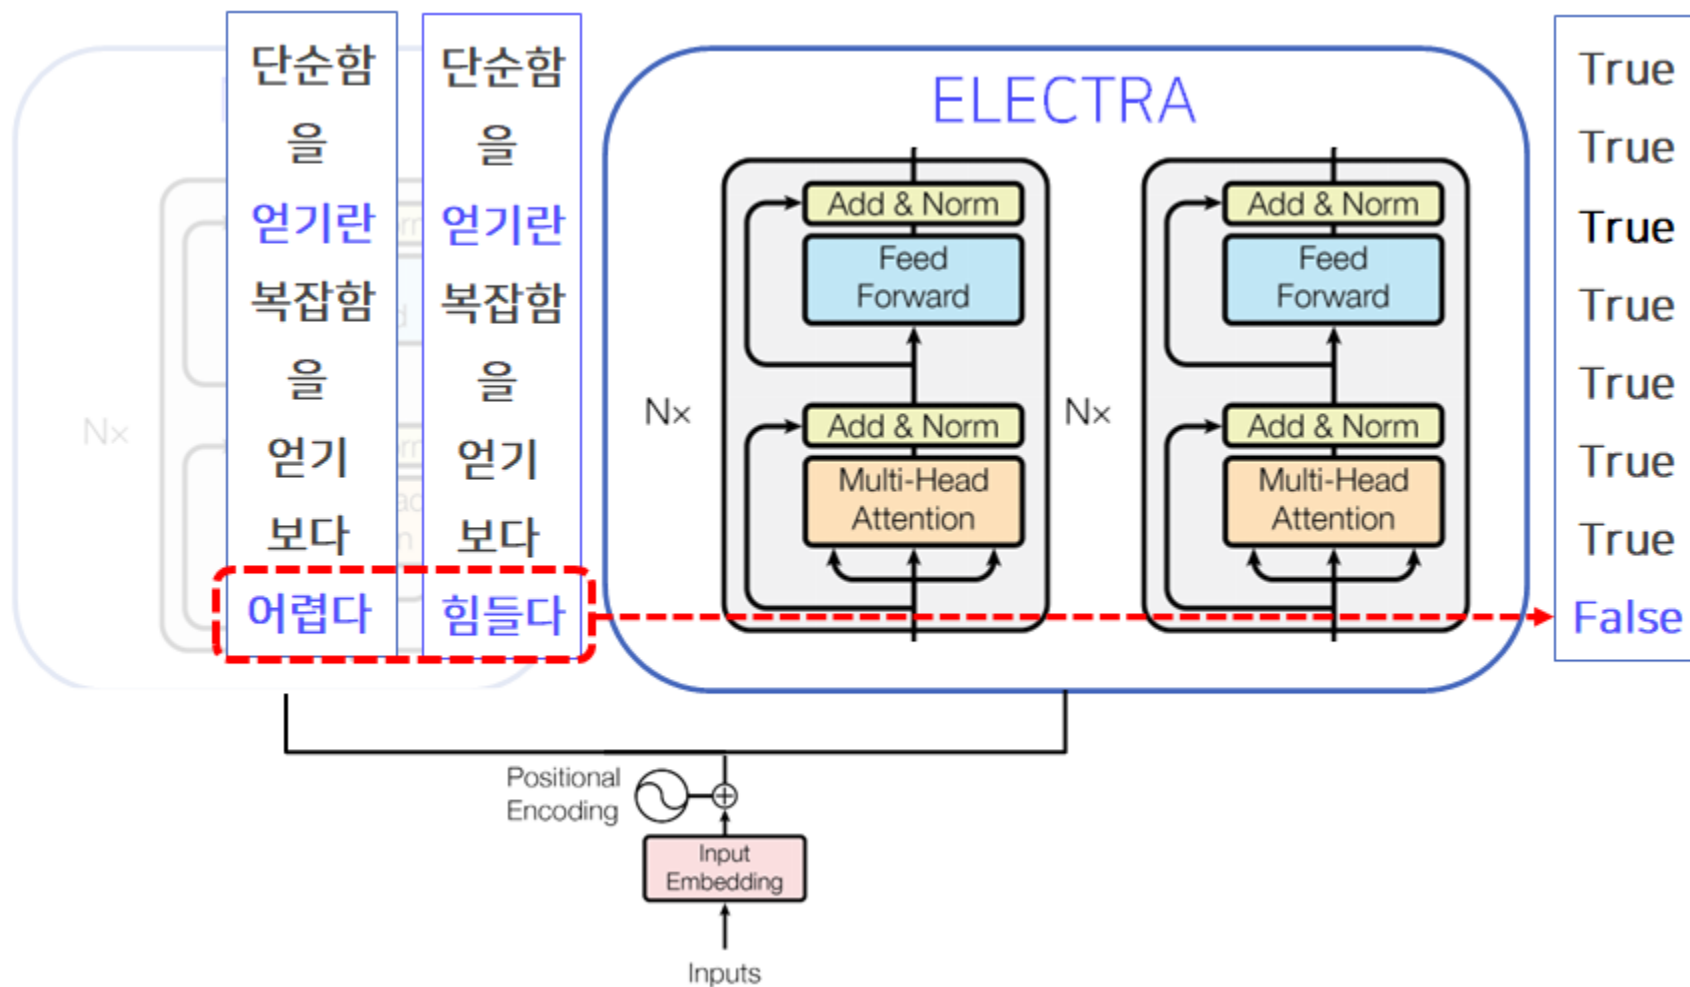 단순함
을
얻기란
복잡함
을
얻기
보다
어렵다
단순함
을
얻기란
복잡함
을
얻기
보다
힘들다
Nx
ELECTRA
Nx
Add & Norm
Feed
Forward
Add & Norm
Multi-Head
Attention
Nx
Add & Norm
Feed
Forward
Add & Norm
Multi-Head
Attention
True
True
True
True
True
True
True
False
Positional
Encoding
Input
Embedding
Inputs